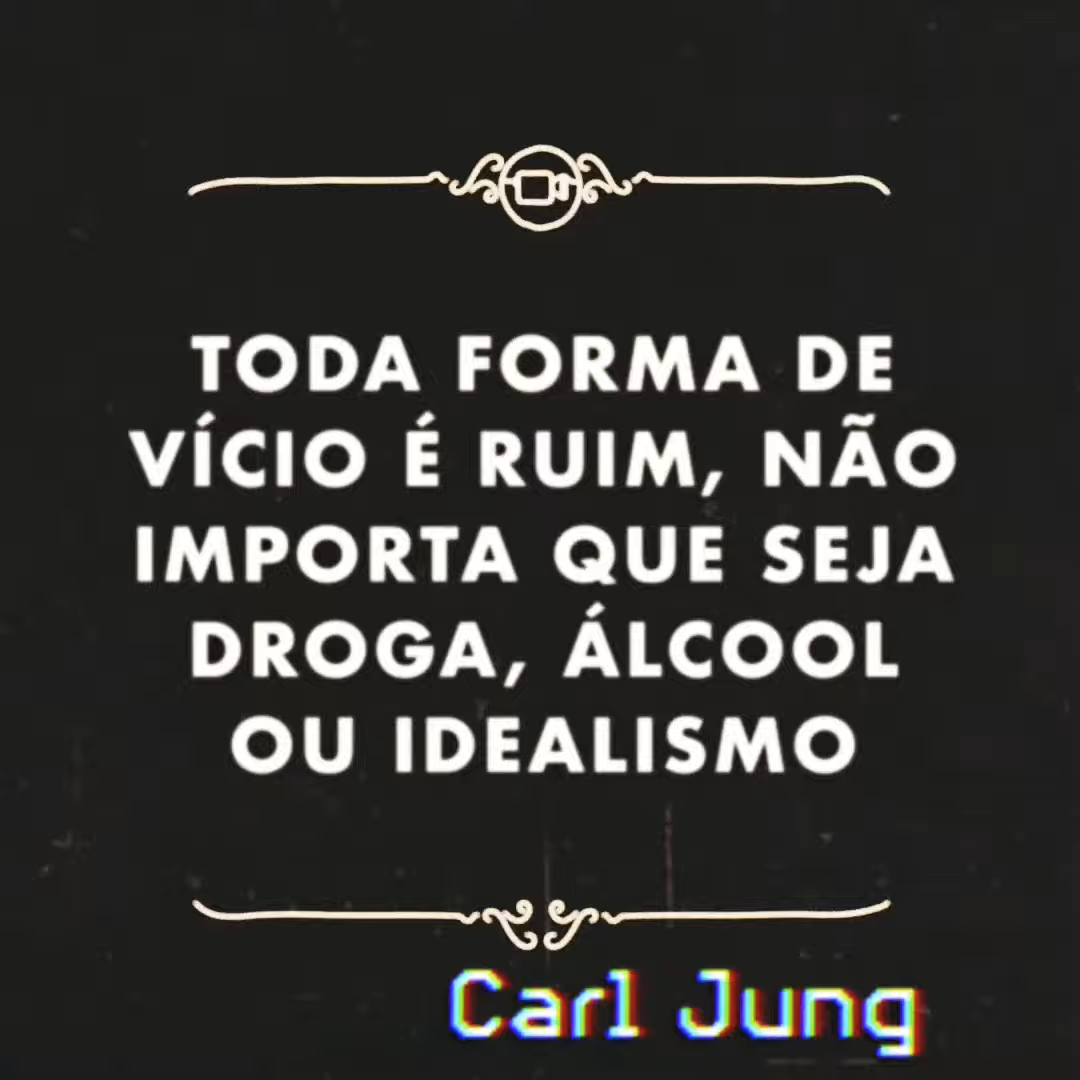 TODA FORMA DE
VÍCIO É RUIM, NÃO
IMPORTA QUE SEJA
DROGA, ÁLCOOL
OU IDEALISMO
Carl Jung